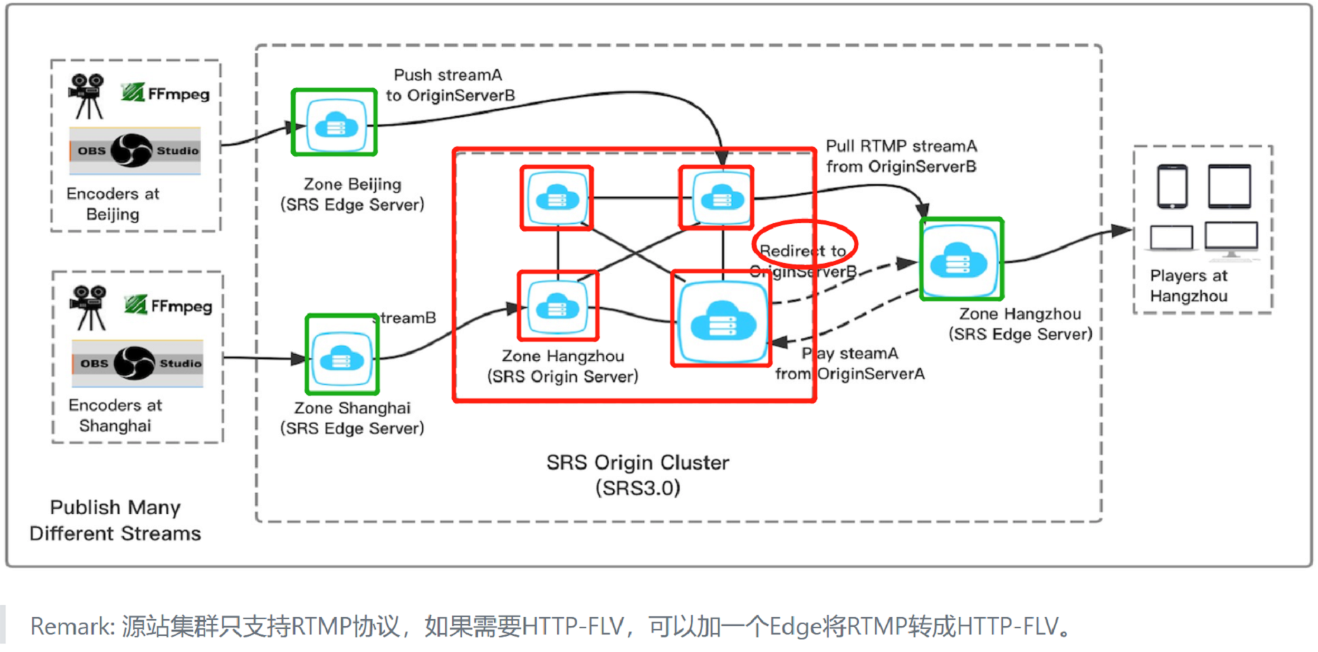 FFmpeg
OBS Studio
Encoders at
Beijing
Zone Beijing
(SRS Edge Server)
Push streamA
to OriginServerB
Pull RTMP streamA
from OriginServerB
Redirect to
OriginServerB
FFmpeg
OBS Studio
Encoders at
Shanghai
streamB
Zone Shanghai
(SRS Edge Server)
Zone Hangzhou
(SRS Origin Server)
Play steamA
from OriginServerA
Zone Hangzhou
(SRS Edge Server)
Players at
Hangzhou
SRS Origin Cluster
(SRS3.0)
Publish Many
Different Streams
Remark: 源站集群只支持RTMP协议，如果需要HTTP-FLV，可以加一个Edge将RTMP转成HTTP-FLV。